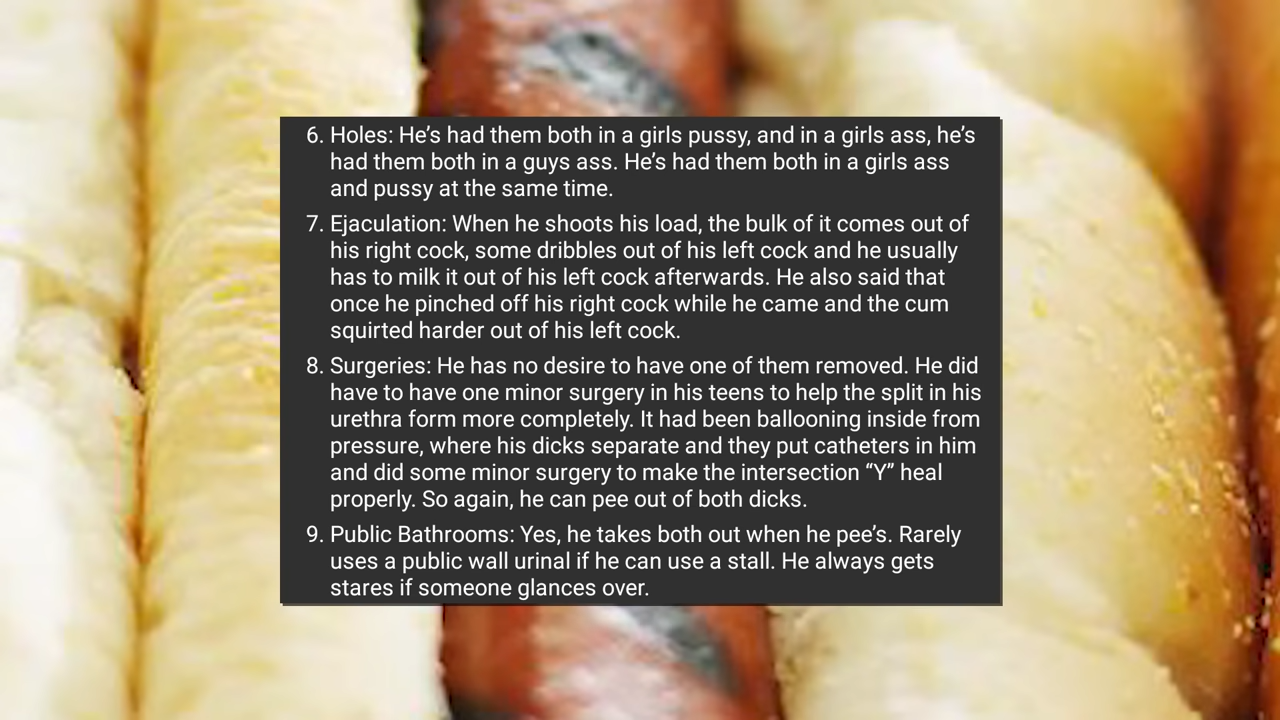 6. Holes: He’s had them both in a girls pussy, and in a girls ass, he’s
had them both in a guys ass. He’s had them both in a girls ass
and pussy at the same time.
7. Ejaculation: When he shoots his load, the bulk of it comes out of
his right cock, some dribbles out of his left cock and he usually
has to milk it out of his left cock afterwards. He also said that
once he pinched off his right cock while he came and the cum
squirted harder out of his left cock.
8. Surgeries: He has no desire to have one of them removed. He did
have to have one minor surgery in his teens to help the split in his
urethra form more completely. It had been ballooning inside from
pressure, where his dicks separate and they put catheters in him
and did some minor surgery to make the intersection “Y” heal
properly. So again, he can pee out of both dicks.
9. Public Bathrooms: Yes, he takes both out when he pee’s. Rarely
uses a public wall urinal if he can use a stall. He always gets
stares if someone glances over.